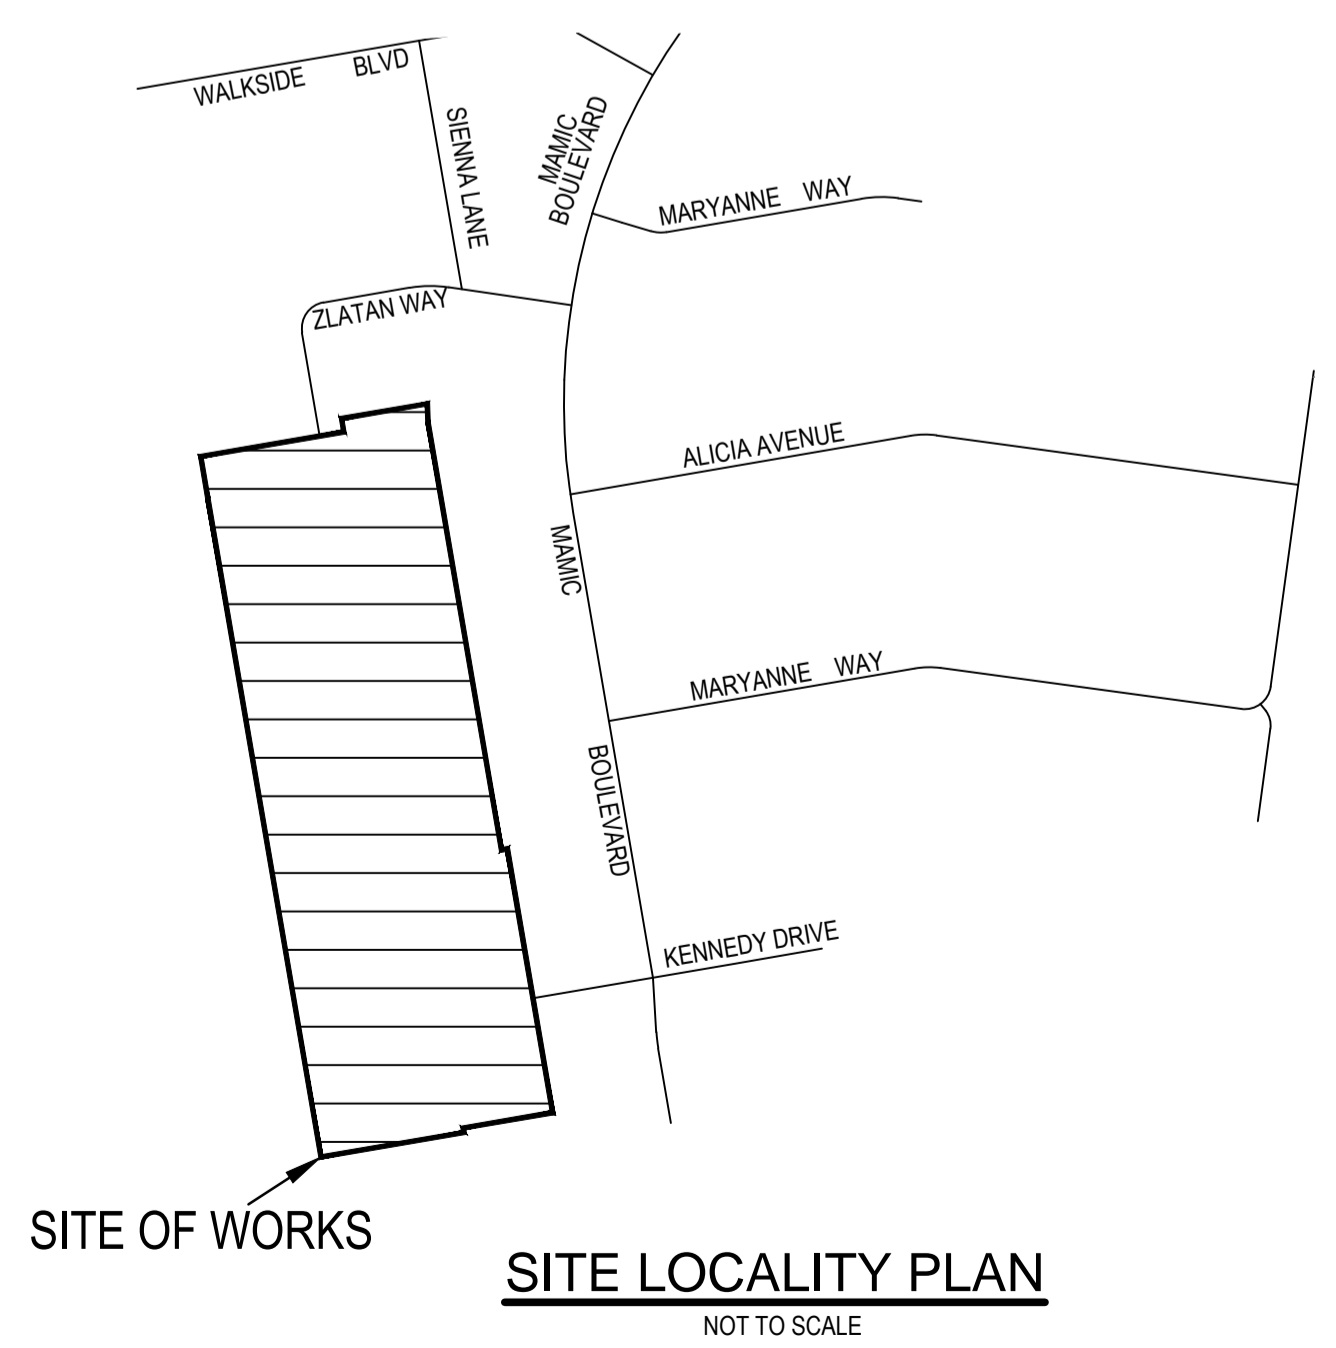 WALKSIDE BLVD
SIENNA LANE
MAMIC
BOULEVARD
MARYANNE WAY
ZLATAN WAY
ALICIA AVENUE
MAMIC
MARYANNE WAY
BOULEVARD
KENNEDY DRIVE
SITE OF WORKS
SITE LOCALITY PLAN
NOT TO SCALE